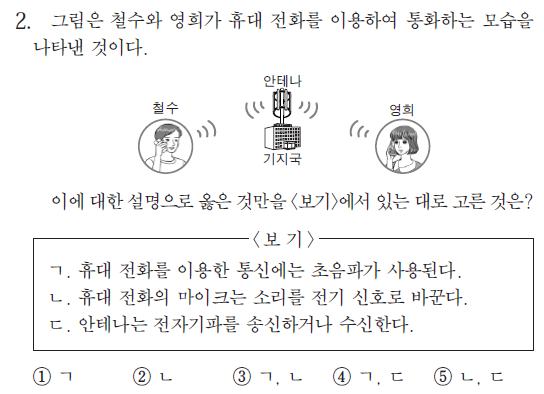 2. 그림은 철수와 영희가 휴대 전화를 이용하여 통화하는 모습을
나타낸 것이다.
안테나
철수
영희
기지국
이에 대한 설명으로 옳은 것만을 <보기>에서 있는 대로 고른 것은?
<보 기>
ㄱ. 휴대 전화를 이용한 통신에는 초음파가 사용된다.
ㄴ. 휴대 전화의 마이크는 소리를 전기 신호로 바꾼다.
ㄷ. 안테나는 전자기파를 송신하거나 수신한다.
① ㄱ ② ㄴ ③ ㄱ, ㄴ ④ ㄱ, ㄷ ⑤ ㄴ, ㄷ